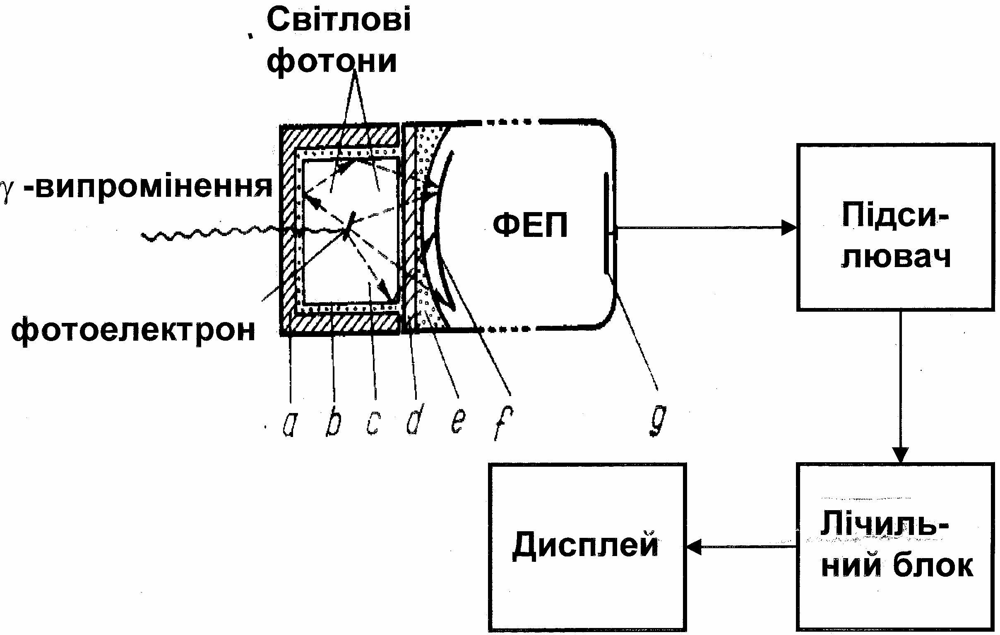 Світлові
фотони
γ -випромінення
ФЕП
Підси-
лювач
фотоелектрон
a b c d e f g
Лічиль-
ний блок
Дисплей